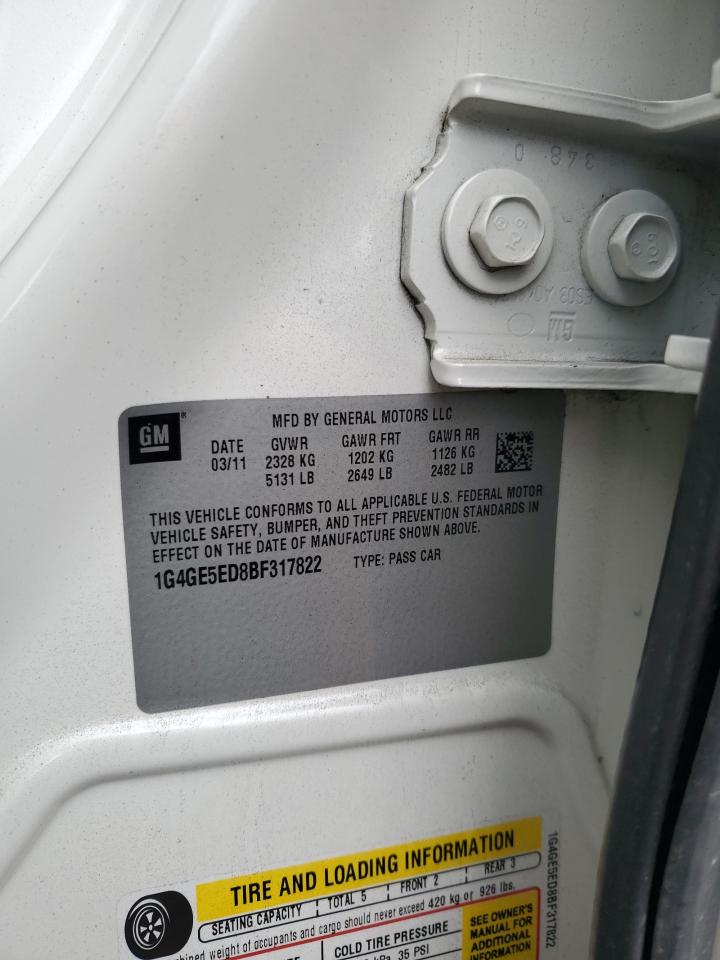 348 0
109
GM
GM ®
MFD BY GENERAL MOTORS LLC
DATE GVWR GAWR FRT GAWR RR
03/11 2328 KG 1202 KG 1126 KG
5131 LB 2649 LB 2482 LB
THIS VEHICLE CONFORMS TO ALL APPLICABLE U.S. FEDERAL MOTOR
VEHICLE SAFETY, BUMPER, AND THEFT PREVENTION STANDARDS IN
EFFECT ON THE DATE OF MANUFACTURE SHOWN ABOVE.
1G4GE5ED8BF317822 TYPE: PASS CAR
TIRE AND LOADING INFORMATION
SEATING CAPACITY TOTAL 5 FRONT 2 REAR 3
weight of occupants and cargo should never exceed 420 kg or 926 lbs.
COLD TIRE PRESSURE
kPa, 35 PSI
SEE OWNER'S
MANUAL FOR
ADDITIONAL
INFORMATION
1G4GE5ED8BF317822